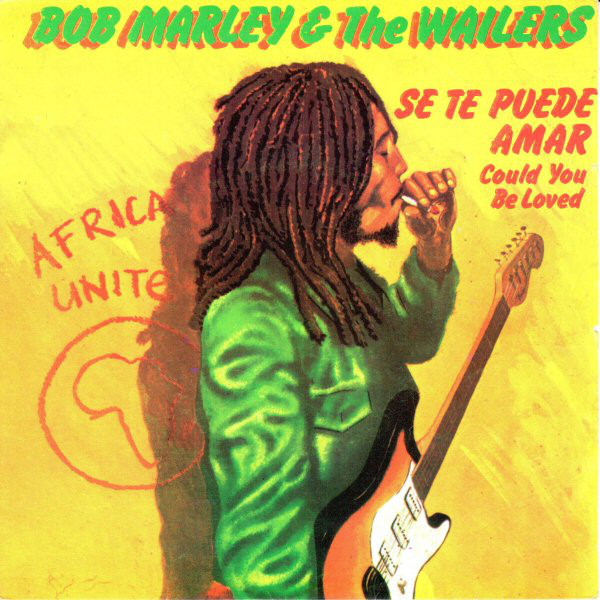 BOB MARLEY & The WAILERS
SE TE PUEDE
AMAR
Could You
Be Loved
AFRICA
UNITE